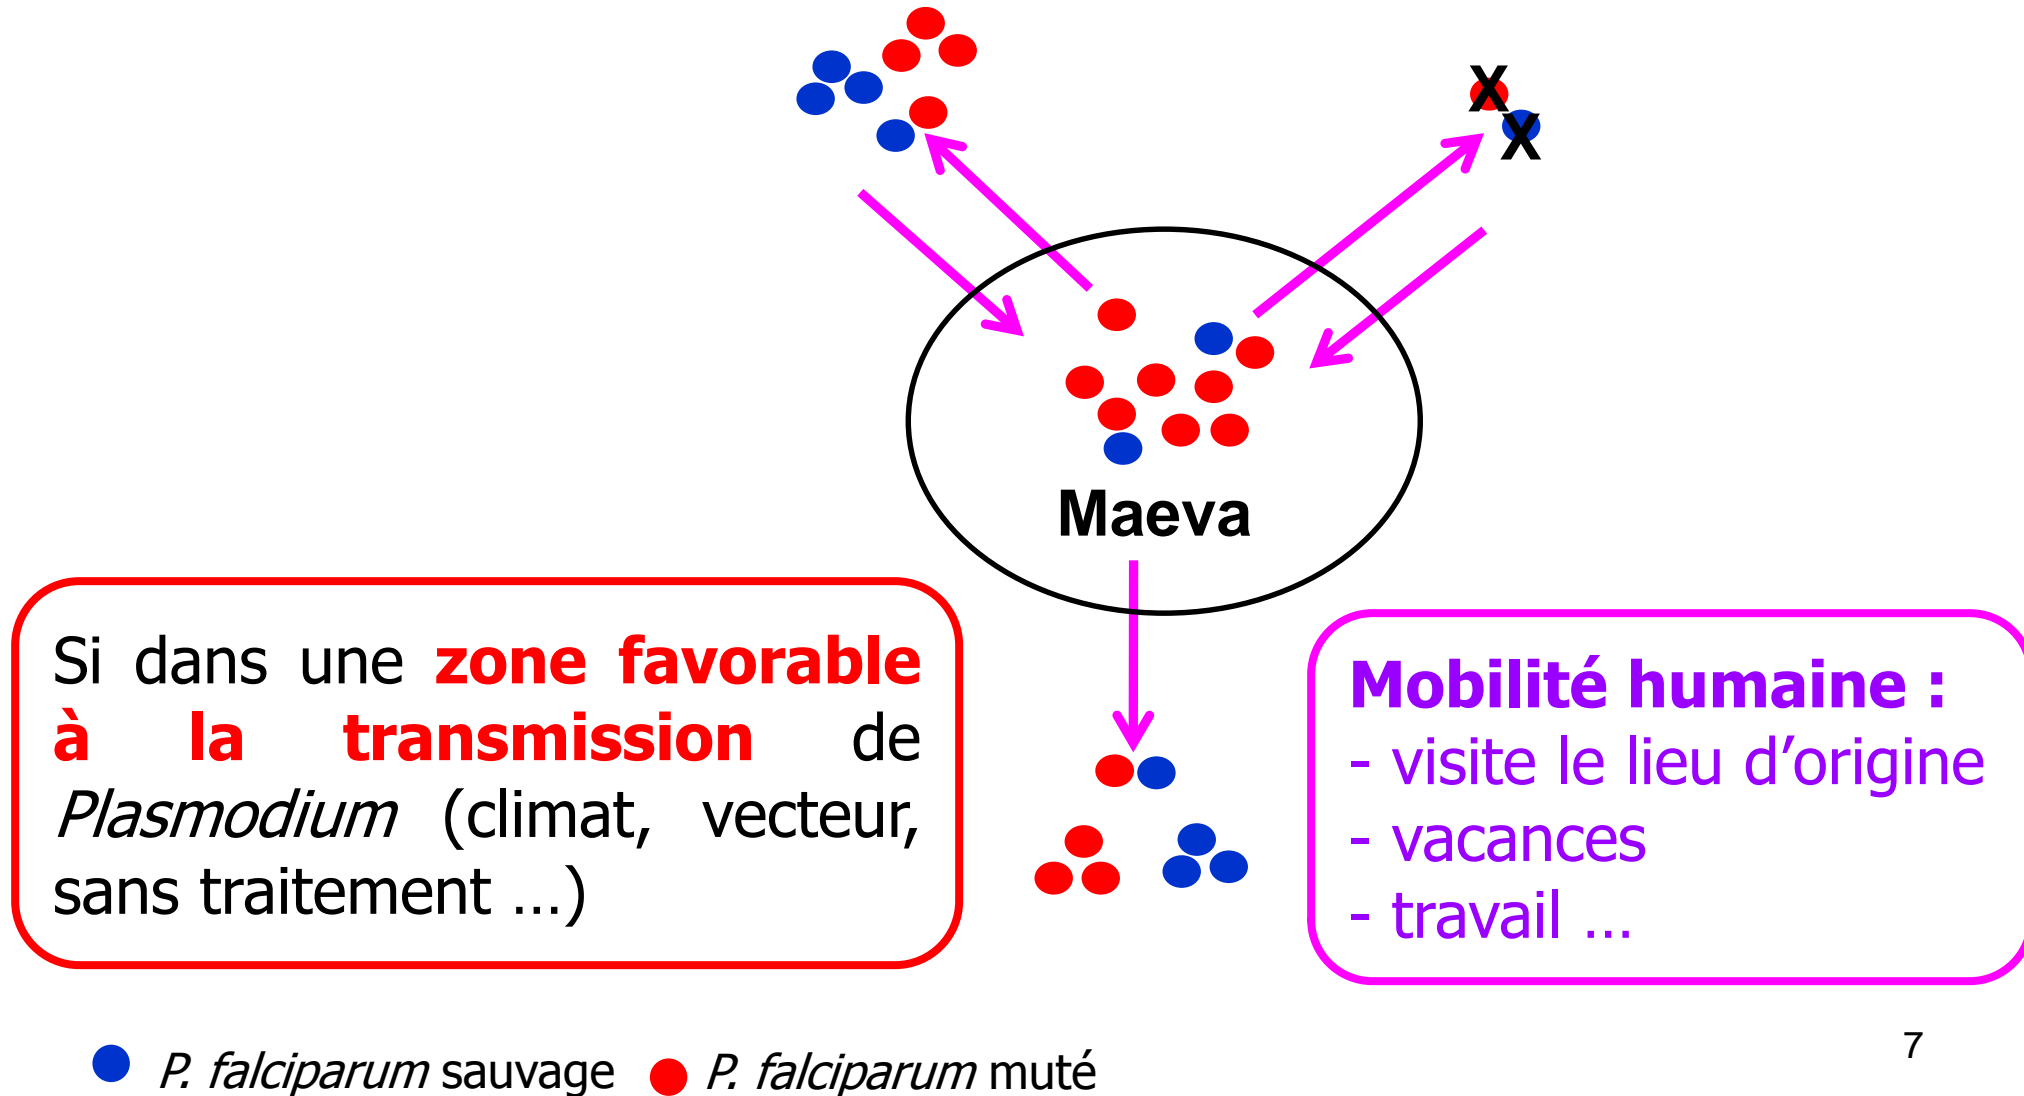 X
X
Maeva
Si dans une zone favorable
à la transmission de
Plasmodium (climat, vecteur,
sans traitement …)
Mobilité humaine :
- visite le lieu d’origine
- vacances
- travail …
7
P. falciparum sauvage P. falciparum muté